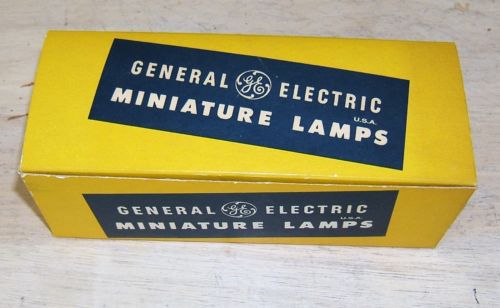 GENERAL GE ELECTRIC
U.S.A.
MINIATURE LAMPS
GENERAL GE ELECTRIC
U.S.A.
MINIATURE LAMPS